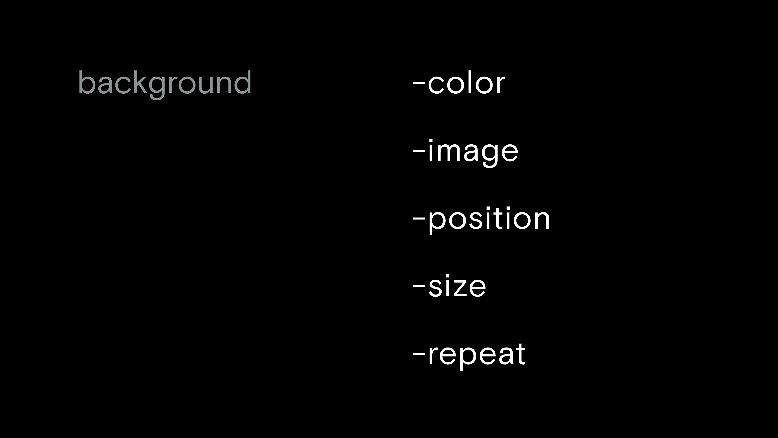 background -color
-image
-position
-size
-repeat